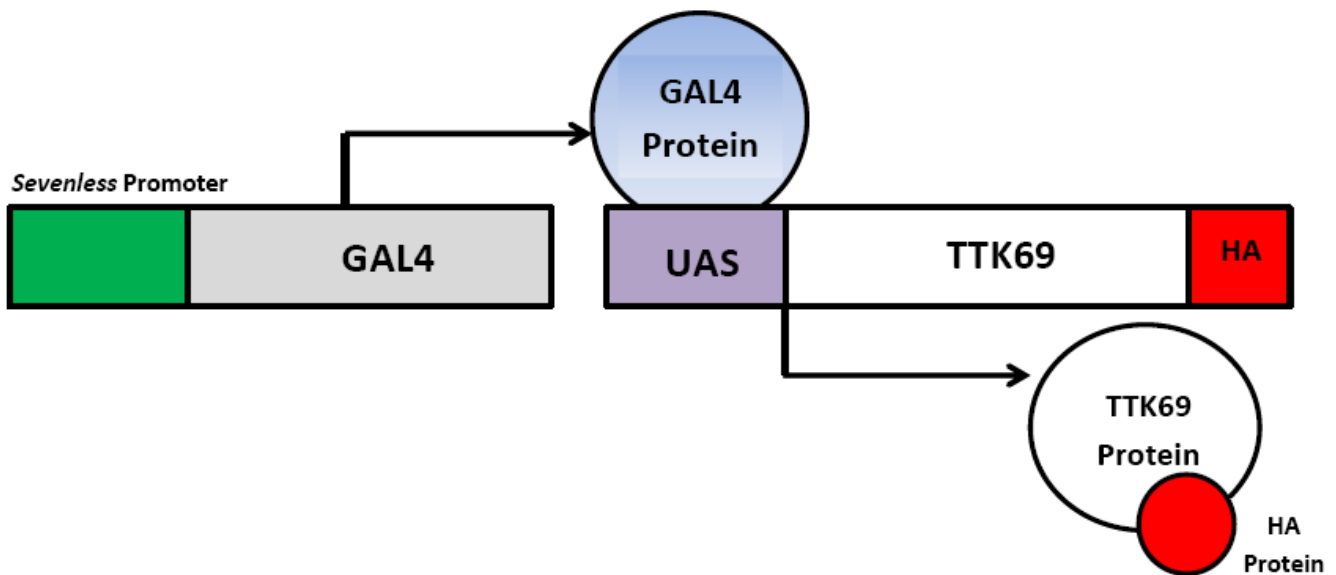 GAL4
Protein
Sevenless Promoter
GAL4
UAS
TTK69
HA
TTK69
Protein
HA
Protein